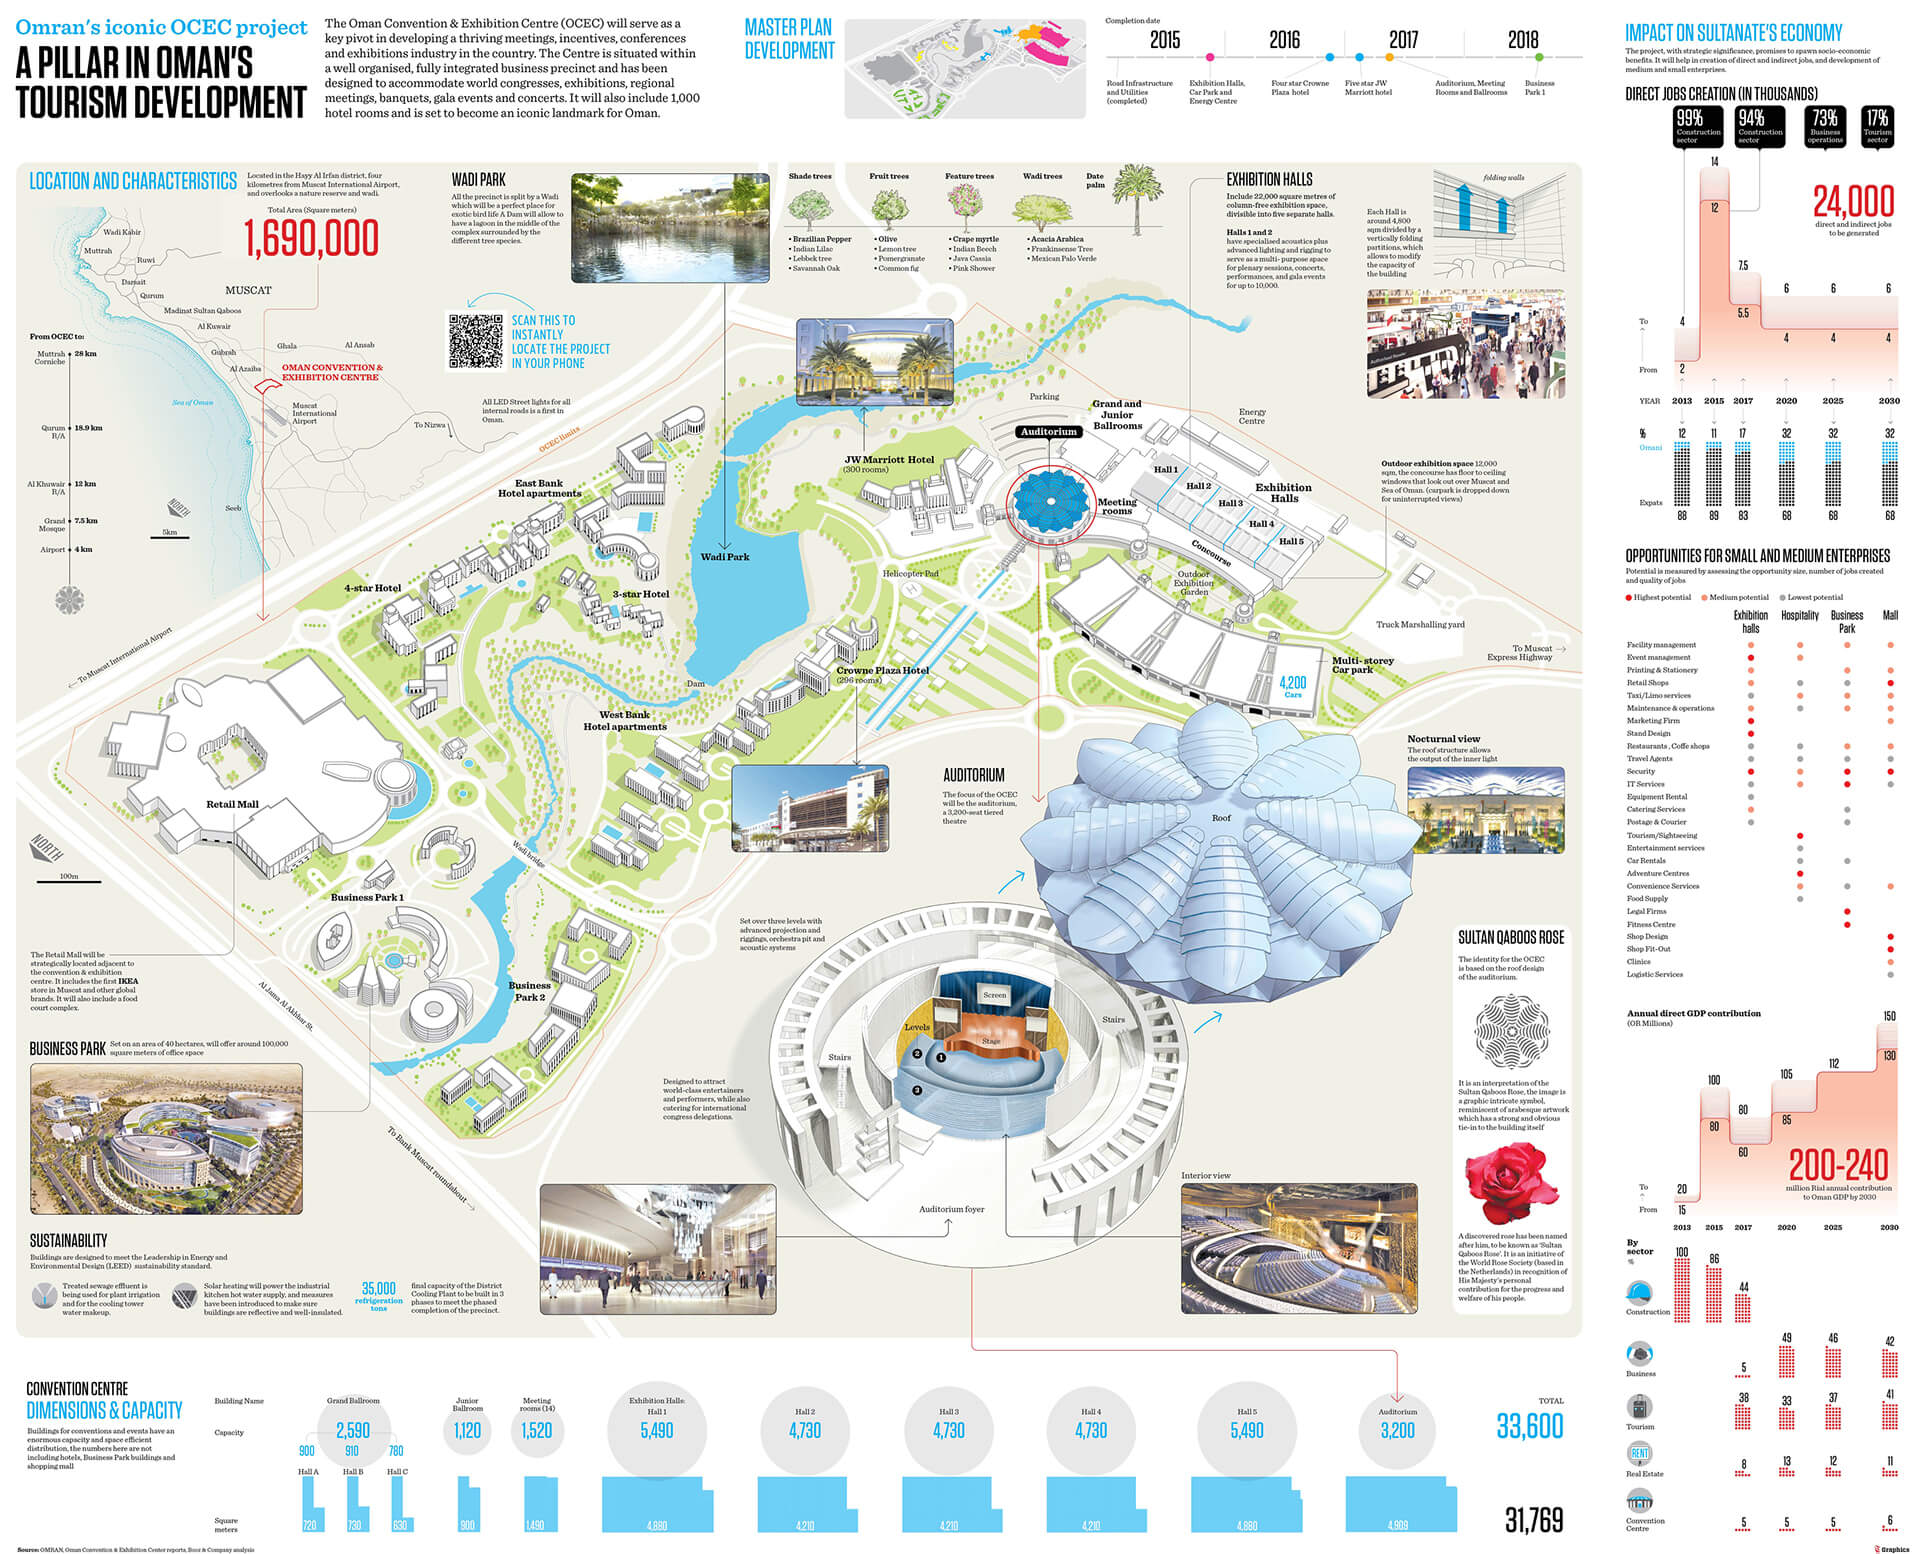 Omran's iconic OCEC project
A PILLAR IN OMAN'S
TOURISM DEVELOPMENT
The Oman Convention & Exhibition Centre (OCEC) will serve as a
key pivot in developing a thriving meetings, incentives, conferences
and exhibitions industry in the country. The Centre is situated within
a well organised, fully integrated business precinct and has been
designed to accommodate world congresses, exhibitions, regional
meetings, banquets, gala events and concerts. It will also include 1,000
hotel rooms and is set to become an iconic landmark for Oman.
MASTER PLAN
DEVELOPMENT
Completion date
2015 2016 2017 2018
Road Infrastructure
and Utilities
(completed)
Exhibition Halls,
Car Park and
Energy Centre
Four star Crowne
Plaza hotel
Five star JW
Marriott hotel
Auditorium, Meeting
Rooms and Ballrooms
Business
Park 1
LOCATION AND CHARACTERISTICS
Located in the Hayy Al Irfan district, four
kilometres from Muscat International Airport,
and overlooks a nature reserve and wadi.
Total Area (Square meters)
1,690,000
Wadi Kabir
Muttrah
Ruwi
Darsait
Qurum
MUSCAT
Madinat Sultan Qaboos
Al Kuwair
Ghala
Al Ansab
Gubrah
Al Azaiba
OMAN CONVENTION &
EXHIBITION CENTRE
Sea of Oman
Muscat
International
Airport
To Nizwa
Seeb
NORTH
5km
From OCEC to:
Muttrah
Corniche
28 km
Qurum
R/A
18.9 km
Al Khuwair
R/A
12 km
Grand
Mosque
7.5 km
Airport
4 km
SCAN THIS TO
INSTANTLY
LOCATE THE PROJECT
IN YOUR PHONE
All LED Street lights for all
internal roads is a first in
Oman.
OCEC limits
WADI PARK
All the precinct is split by a Wadi
which will be a perfect place for
exotic bird life A Dam will allow to
have a lagoon in the middle of the
complex surrounded by the
different tree species.
Shade trees
• Brazilian Pepper
• Indian Lilac
• Lebbek tree
• Savannah Oak
Fruit trees
• Olive
• Lemon tree
• Pomergranate
• Common fig
Feature trees
• Crape myrtle
• Indian Beech
• Java Cassia
• Pink Shower
Wadi trees
• Acacia Arabica
• Frankinsense Tree
• Mexican Palo Verde
Date
palm
EXHIBITION HALLS
Include 22,000 square metres of
column-free exhibition space,
divisible into five separate halls.
Halls 1 and 2
have specialised acoustics plus
advanced lighting and rigging to
serve as a multi- purpose space
for plenary sessions, concerts,
performances, and gala events
for up to 10,000.
Each Hall is
around 4,800
sqm divided by a
vertically folding
partitions, which
allows to modify
the capacity of
the building
folding walls
Parking
Grand and
Junior
Ballrooms
Energy
Centre
Auditorium
JW Marriott Hotel
(300 rooms)
Meeting
rooms
Hall 1
Hall 2
Hall 3
Hall 4
Hall 5
Exhibition
Halls
Concourse
Outdoor
Exhibition
Garden
Outdoor exhibition space 12,000
sqm, the concourse has floor to ceiling
windows that look out over Muscat and
Sea of Oman. (carpark is dropped down
for uninterrupted views)
East Bank
Hotel apartments
4-star Hotel
3-star Hotel
Wadi Park
Helicopter Pad
H
Truck Marshalling yard
To Muscat
Express Highway
Multi- storey
Car park
4,200
Cars
Crowne Plaza Hotel
(296 rooms)
Dam
West Bank
Hotel apartments
To Muscat International Airport
Retail Mall
NORTH
100m
Business Park 1
Wadi bridge
Business
Park 2
Al Jama Al Akhbar St.
To Bank Muscat roundabout
The Retail Mall will be
strategically located adjacent to
the convention & exhibition
centre. It includes the first IKEA
store in Muscat and other global
brands. It will also include a food
court complex.
BUSINESS PARK
Set on an area of 40 hectares, will offer around 100,000
square meters of office space
AUDITORIUM
The focus of the OCEC
will be the auditorium,
a 3,200-seat tiered
theatre
Roof
Nocturnal view
The roof structure allows
the output of the inner light
Set over three levels with
advanced projection and
riggings, orchestra pit and
acoustic systems
Screen
Levels
Stage
Stairs
Stairs
1
2
3
Designed to attract
world-class entertainers
and performers, while also
catering for international
congress delegations.
Auditorium foyer
Interior view
SULTAN QABOOS ROSE
The identity for the OCEC
is based on the roof design
of the auditorium.
It is an interpretation of the
Sultan Qaboos Rose, the image is
a graphic intricate symbol,
reminiscent of arabesque artwork
which has a strong and obvious
tie-in to the building itself
A discovered rose has been named
after him, to be known as 'Sultan
Qaboos Rose'. It is an initiative of
the World Rose Society (based in
the Netherlands) in recognition of
His Majesty's personal
contribution for the progress and
welfare of his people.
SUSTAINABILITY
Buildings are designed to meet the Leadership in Energy and
Environmental Design (LEED) sustainability standard.
Treated sewage effluent is
being used for plant irrigation
and for the cooling tower
water makeup.
Solar heating will power the industrial
kitchen hot water supply, and measures
have been introduced to make sure
buildings are reflective and well-insulated.
35,000
refrigeration
tons
final capacity of the District
Cooling Plant to be built in 3
phases to meet the phased
completion of the precinct.
CONVENTION CENTRE
DIMENSIONS & CAPACITY
Buildings for conventions and events have an
enormous capacity and space efficient
distribution, the numbers here are not
including hotels, Business Park buildings and
shopping mall
Building Name
Grand Ballroom
Junior
Ballroom
Meeting
rooms (14)
Exhibition Halls:
Hall 1
Hall 2
Hall 3
Hall 4
Hall 5
Auditorium
TOTAL
Capacity
2,590 1,120 1,520 5,490 4,730 4,730 4,730 5,490 3,200 33,600
900 910 780
Hall A Hall B Hall C
Square
meters
720 730 630 900 1,490 4,880 4,210 4,210 4,210 4,880 4,909 31,769
Source: OMRAN, Oman Convention & Exhibition Center reports, Booz & Company analysis
IMPACT ON SULTANATE'S ECONOMY
The project, with strategic significance, promises to spawn socio-economic
benefits. It will help in creation of direct and indirect jobs, and development of
medium and small enterprises.
DIRECT JOBS CREATION (IN THOUSANDS)
99%
Construction
sector
94%
Construction
sector
73%
Business
operations
17%
Tourism
sector
24,000
direct and indirect jobs
to be generated
To
4 14 7.5 6 6 6
From
2 12 5.5 4 4 4
YEAR 2013 2015 2017 2020 2025 2030
%
Omani
12 11 17 32 32 32
Expats
88 89 83 68 68 68
OPPORTUNITIES FOR SMALL AND MEDIUM ENTERPRISES
Potential is measured by assessing the opportunity size, number of jobs created
and quality of jobs
Highest potential Medium potential Lowest potential
Exhibition
halls
Hospitality
Business
Park
Mall
Facility management
Event management
Printing & Stationery
Retail Shops
Taxi/Limo services
Maintenance & operations
Marketing Firm
Stand Design
Restaurants , Coffe shops
Travel Agents
Security
IT Services
Equipment Rental
Catering Services
Postage & Courier
Tourism/Sightseeing
Entertainment services
Car Rentals
Adventure Centres
Convenience Services
Food Supply
Legal Firms
Fitness Centre
Shop Design
Shop Fit-Out
Clinics
Logistic Services
Annual direct GDP contribution
(OR Millions)
To
20 100 80 105 112 150
From
15 80 60 85 130
200-240
million Rial annual contribution
to Oman GDP by 2030
2013 2015 2017 2020 2025 2030
By
sector
%
Construction
100 86 44
Business
5 49 46 42
Tourism
38 33 37 41
RENT
Real Estate
8 13 12 11
Convention
Centre
5 5 5 6
Graphics